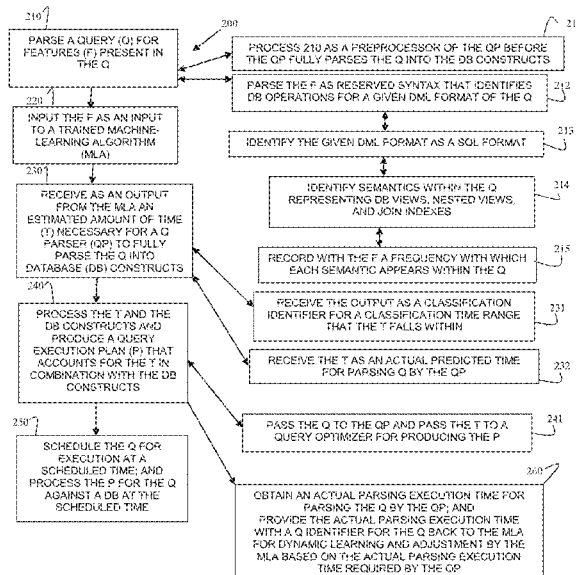 210
200
PARSE A QUERY (Q) FOR
FEATURES (F) PRESENT IN
THE Q
220
INPUT THE F AS AN INPUT
TO A TRAINED MACHINE-
LEARNING ALGORITHM
(MLA)
230
RECEIVE AS AN OUTPUT
FROM THE MLA AN
ESTIMATED AMOUNT OF TIME
(T) NECESSARY FOR A Q
PARSER (QP) TO FULLY
PARSE THE Q INTO
DATABASE (DB) CONSTRUCTS
240
PROCESS THE T AND THE
DB CONSTRUCTS AND
PRODUCE A QUERY
EXECUTION PLAN (P) THAT
ACCOUNTS FOR THE T IN
COMBINATION WITH THE DB
CONSTRUCTS
250
SCHEDULE THE Q FOR
EXECUTION AT A
SCHEDULED TIME; AND
PROCESS THE P FOR THE Q
AGAINST A DB AT THE
SCHEDULED TIME
21
PROCESS 210 AS A PREPROCESSOR OF THE QP BEFORE
THE QP FULLY PARSES THE Q INTO THE DB CONSTRUCTS
212
PARSE THE F AS RESERVED SYNTAX THAT IDENTIFIES
DB OPERATIONS FOR A GIVEN DML FORMAT OF THE Q
213
IDENTIFY THE GIVEN DML FORMAT AS A SQL FORMAT
214
IDENTIFY SEMANTICS WITHIN THE Q
REPRESENTING DB VIEWS, NESTED VIEWS,
AND JOIN INDEXES
215
RECORD WITH THE F A FREQUENCY WITH WHICH
EACH SEMANTIC APPEARS WITHIN THE Q
231
RECEIVE THE OUTPUT AS A CLASSIFICATION
IDENTIFIER FOR A CLASSIFICATION TIME RANGE
THAT THE T FALLS WITHIN
232
RECEIVE THE T AS AN ACTUAL PREDICTED TIME
FOR PARSING Q BY THE QP
241
PASS THE Q TO THE QP AND PASS THE T TO A
QUERY OPTIMIZER FOR PRODUCING THE P
260
OBTAIN AN ACTUAL PARSING EXECUTION TIME FOR
PARSING THE Q BY THE QP; AND
PROVIDE THE ACTUAL PARSING EXECUTION TIME
WITH A Q IDENTIFIER FOR THE Q BACK TO THE MLA
FOR DYNAMIC LEARNING AND ADJUSTMENT BY THE
MLA BASED ON THE ACTUAL PARSING EXECUTION
TIME REQUIRED BY THE QP